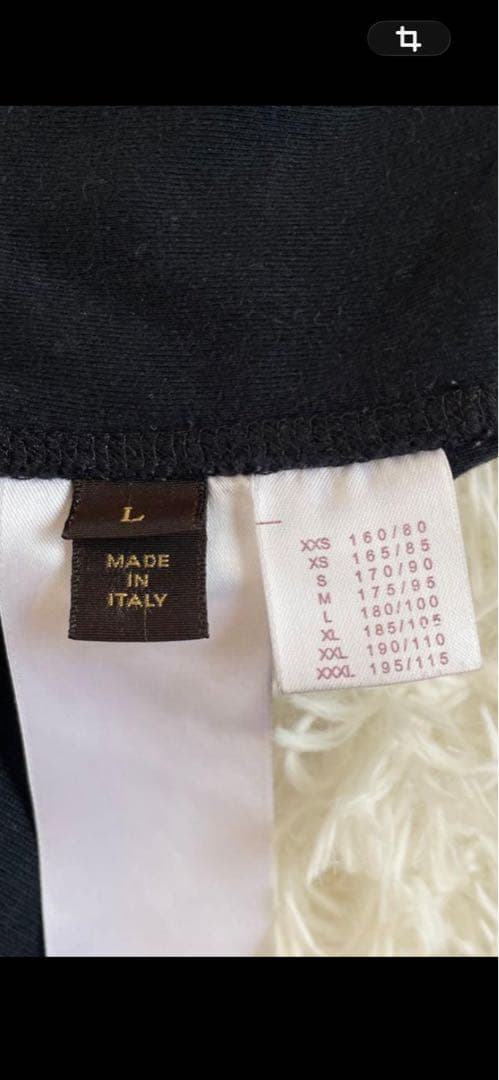 L
MADE
IN
ITALY
XXS 160/80
XS 165/85
S 170/90
M 175/95
L 180/100
XL 185/105
XXL 190/110
XXXL 195/115